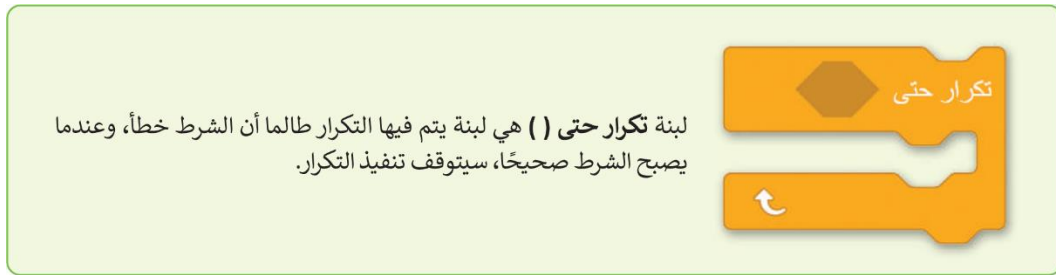 تكرار حتى
لبنة تكرار حتى ( ) هي لبنة يتم فيها التكرار طالما أن الشرط خطأ، وعندما
يصبح الشرط صحيحًا، سيتوقف تنفيذ التكرار.